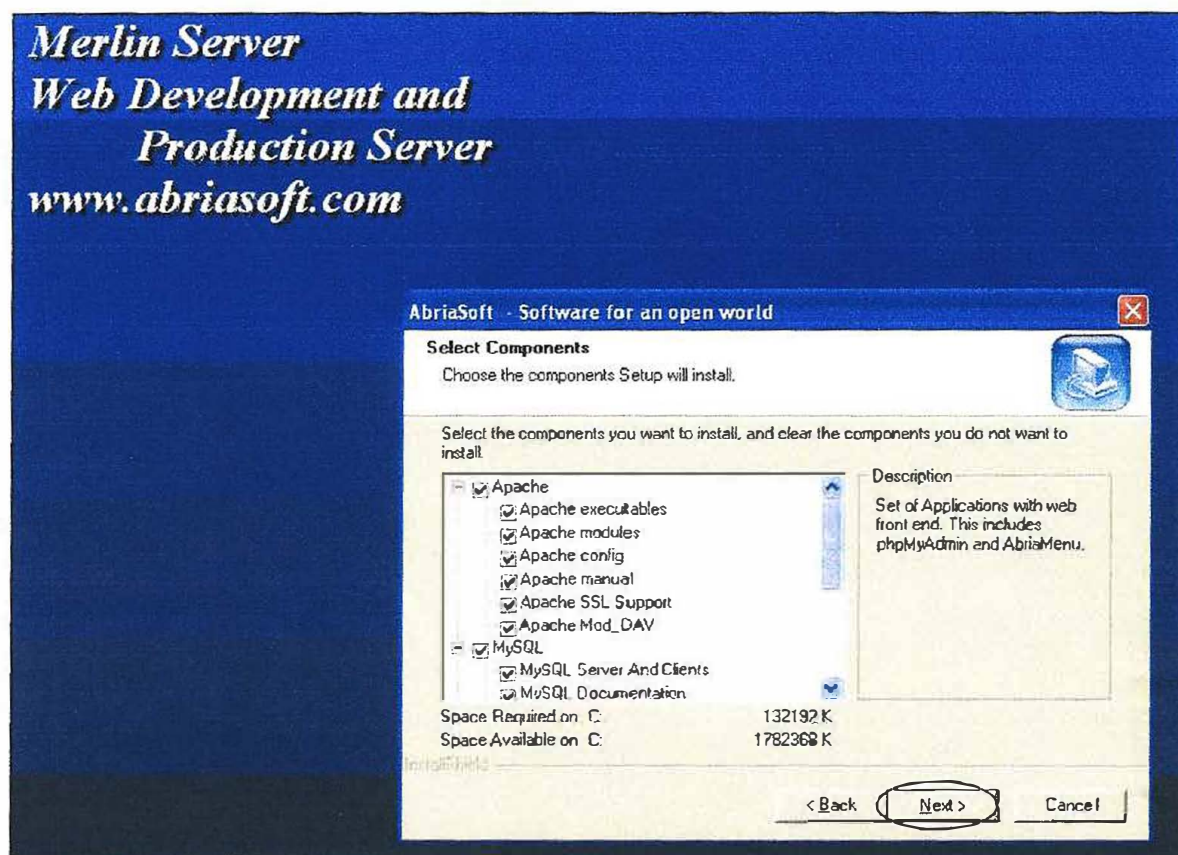 Merlin Server
Web Development and
Production Server
www.abriasoft.com
AbriaSoft - Software for an open world
Select Components
Choose the components Setup will install.
Select the components you want to install, and clear the components you do not want to
install.
Apache
Apache executables
Apache modules
Apache config
Apache manual
Apache SSL Support
Apache Mod_DAV
MySQL
MySQL Server And Clients
MySQL Documentation
Description
Set of Applications with web
front end. This includes
phpMyAdmin and AbriaMenu.
Space Required on C: 132192 K
Space Available on C: 1782368 K
InstallShield
< Back
Next >
Cancel